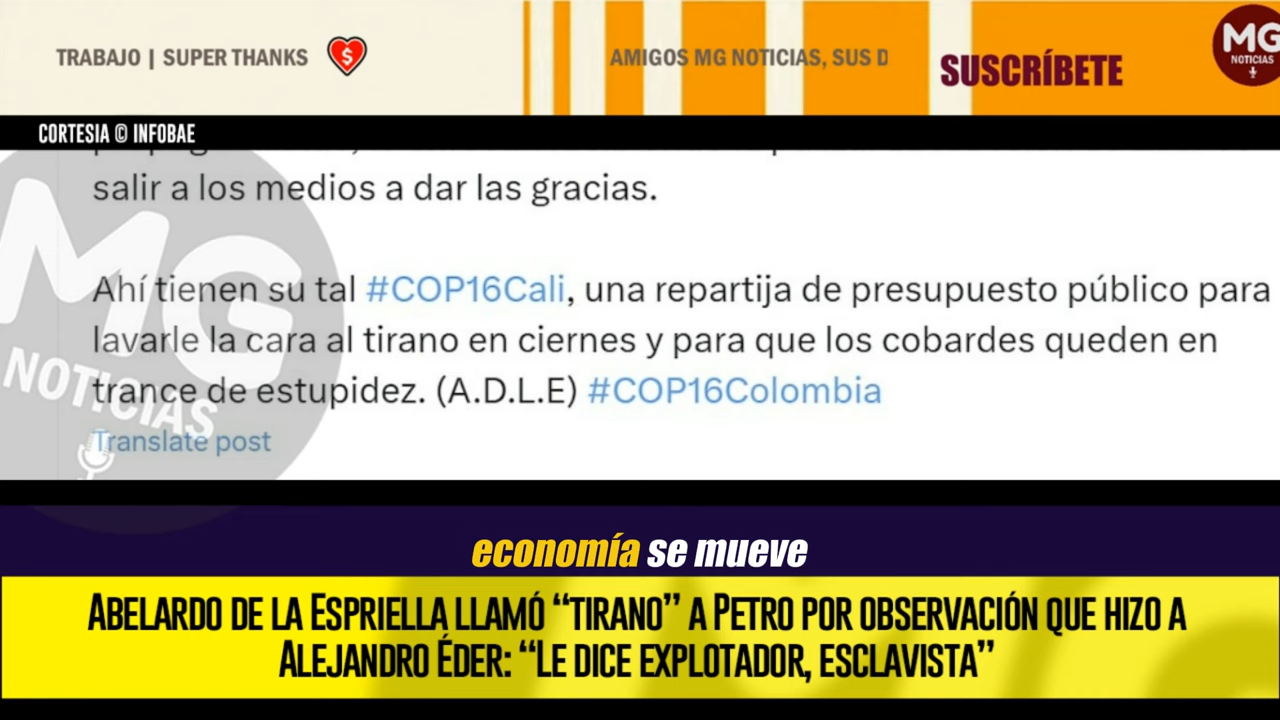 TRABAJO | SUPER THANKS
AMIGOS MG NOTICIAS, SUS D
SUSCRÍBETE
MG
NOTICIAS
CORTESIA © INFOBAE
salir a los medios a dar las gracias.
Ahí tienen su tal #COP16Cali, una repartija de presupuesto público para
lavarle la cara al tirano en ciernes y para que los cobardes queden en
trance de estupidez. (A.D.L.E) #COP16Colombia
Translate post
MG
NOTICIAS
economía se mueve
ABELARDO DE LA ESPRIELLA LLAMÓ “TIRANO” A PETRO POR OBSERVACIÓN QUE HIZO A
ALEJANDRO ÉDER: “LE DICE EXPLOTADOR, ESCLAVISTA”